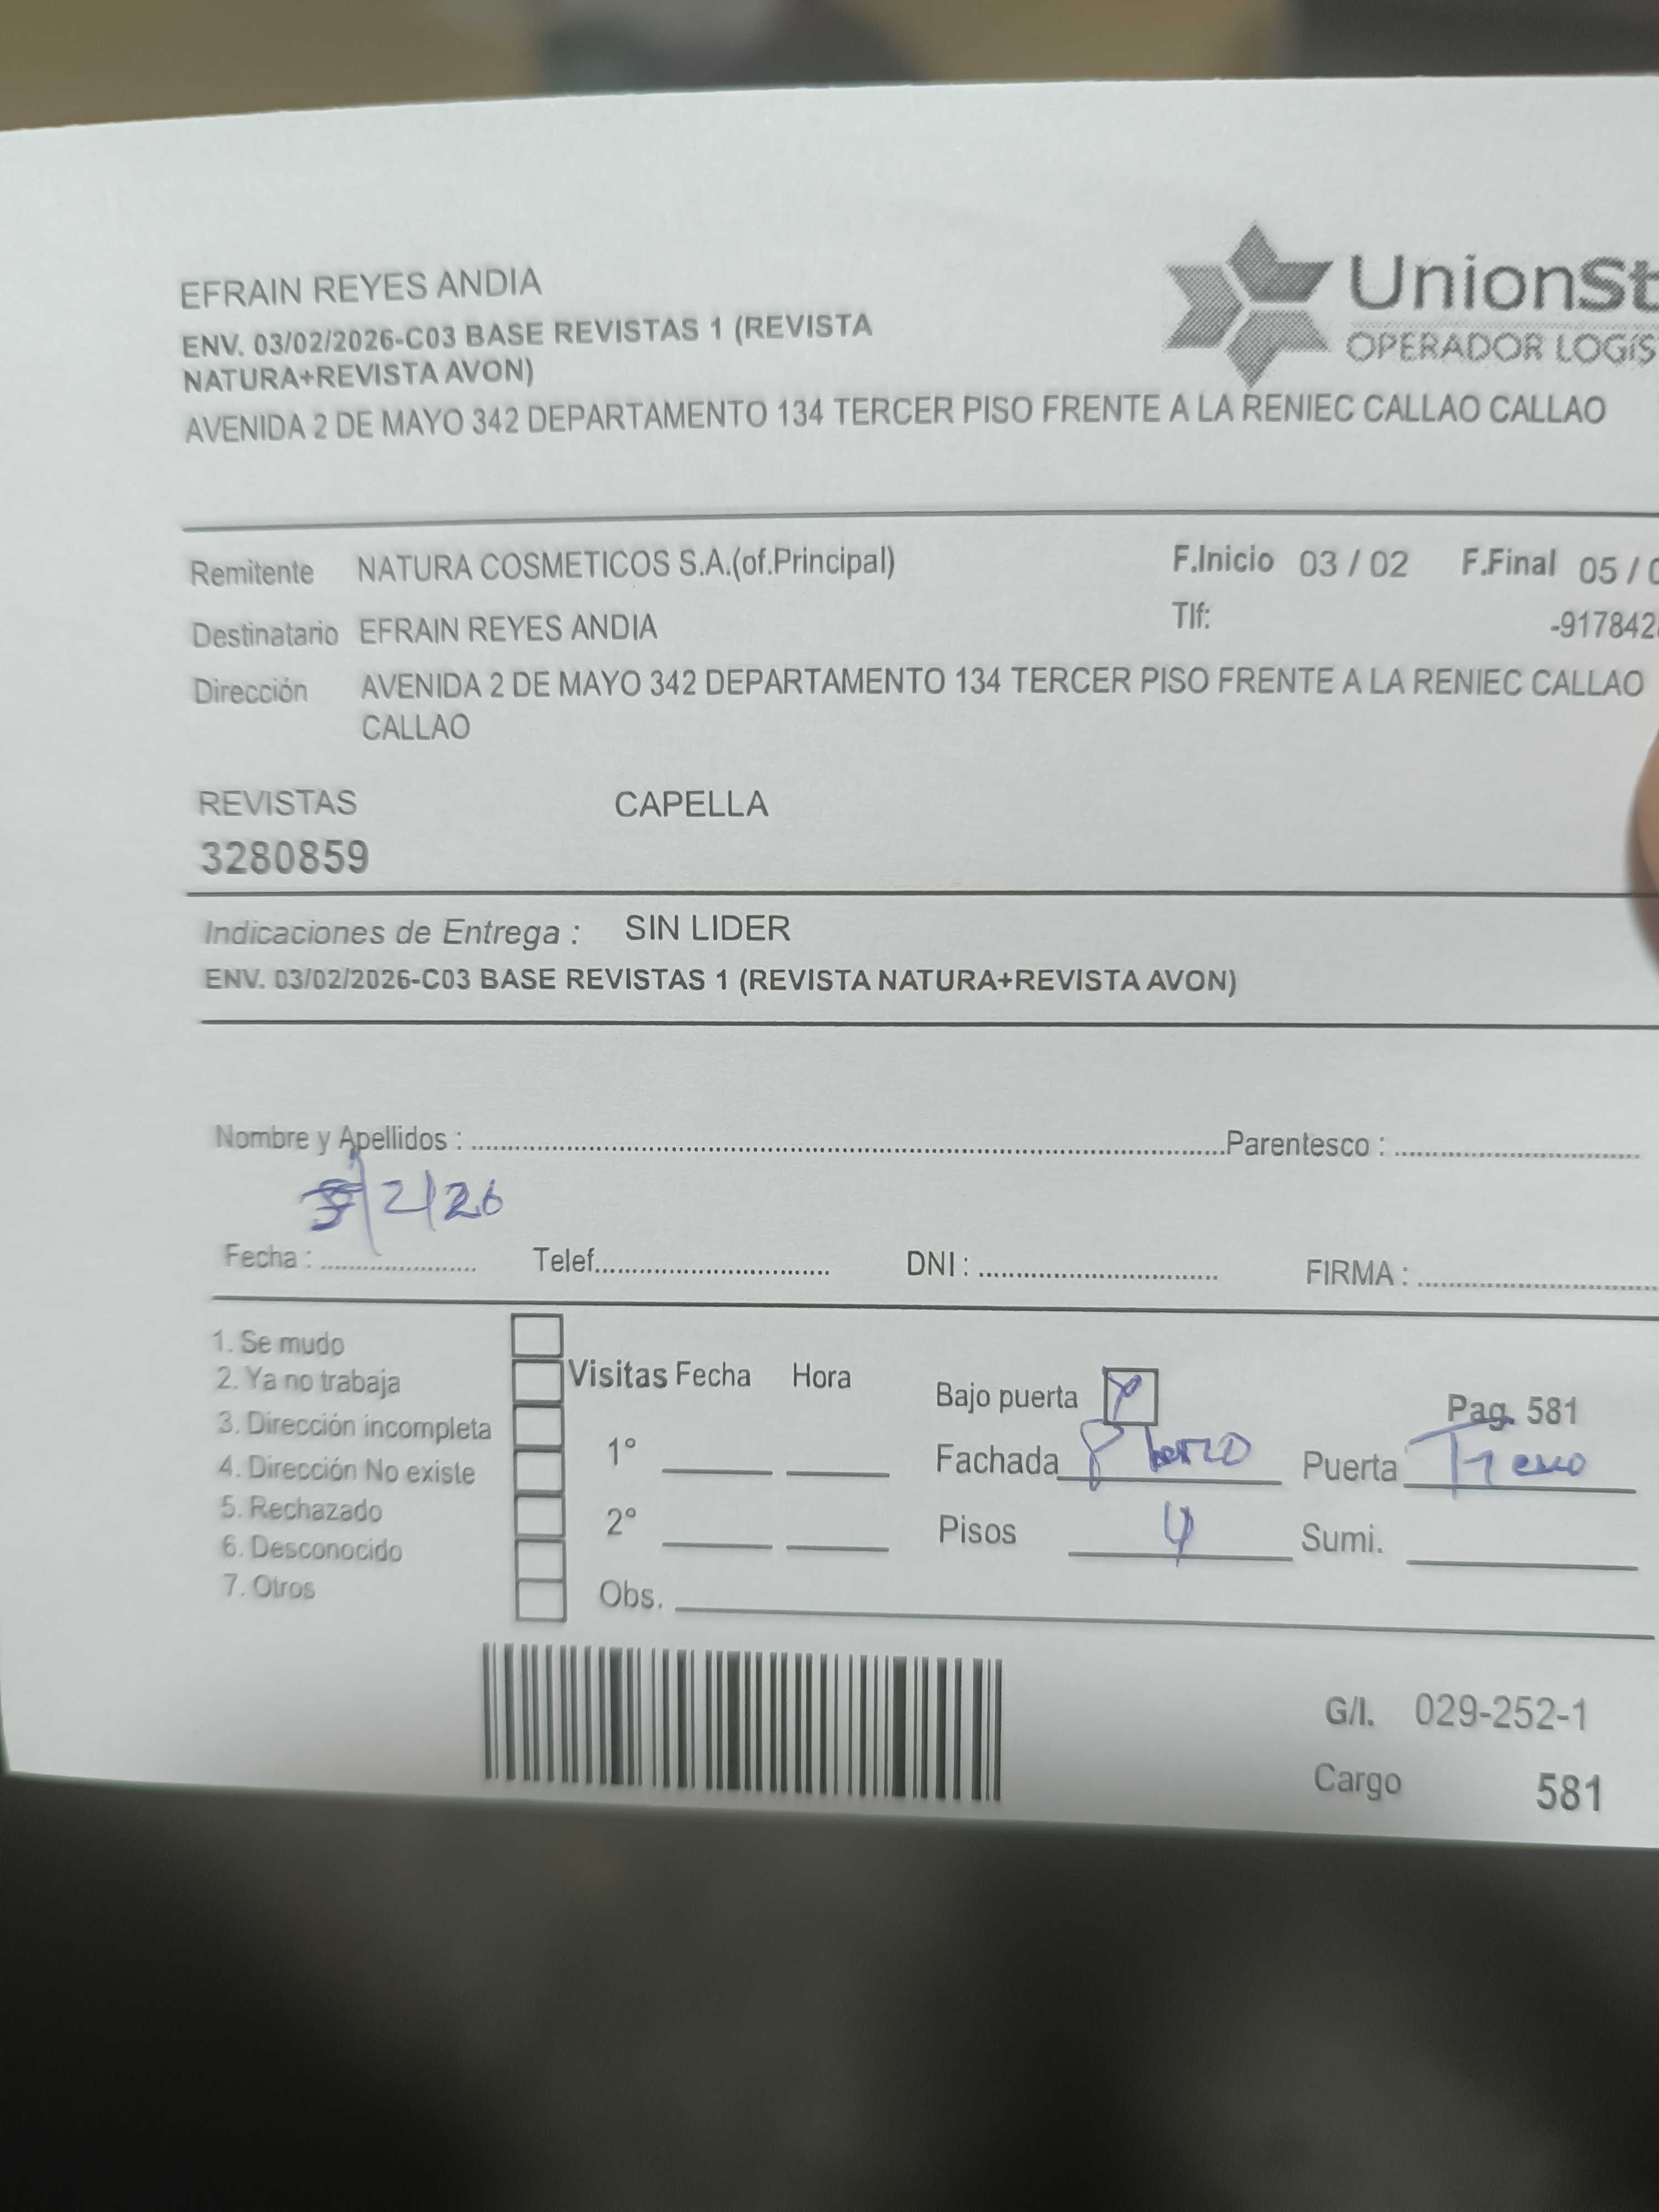 EFRAIN REYES ANDIA
ENV. 03/02/2026-C03 BASE REVISTAS 1 (REVISTA
NATURA+REVISTA AVON)
AVENIDA 2 DE MAYO 342 DEPARTAMENTO 134 TERCER PISO FRENTE A LA RENIEC CALLAO CALLAO
UnionSt
OPERADOR LOGÍS
Remitente NATURA COSMETICOS S.A.(of.Principal) F.Inicio 03 / 02 F.Final 05 / 0
Destinatario EFRAIN REYES ANDIA Tlf: -917842
Dirección AVENIDA 2 DE MAYO 342 DEPARTAMENTO 134 TERCER PISO FRENTE A LA RENIEC CALLAO
CALLAO
REVISTAS CAPELLA
3280859
Indicaciones de Entrega : SIN LIDER
ENV. 03/02/2026-C03 BASE REVISTAS 1 (REVISTA NATURA+REVISTA AVON)
Nombre y Apellidos : Parentesco :
/2/26
Fecha : Telef. DNI : FIRMA :
1. Se mudo
2. Ya no trabaja
3. Dirección incompleta
4. Dirección No existe
5. Rechazado
6. Desconocido
7. Otros
Visitas Fecha Hora
1°
2°
Obs.
Bajo puerta Pag. 581
Fachada Puerta
Pisos 4 Sumi.
G/I. 029-252-1
Cargo 581